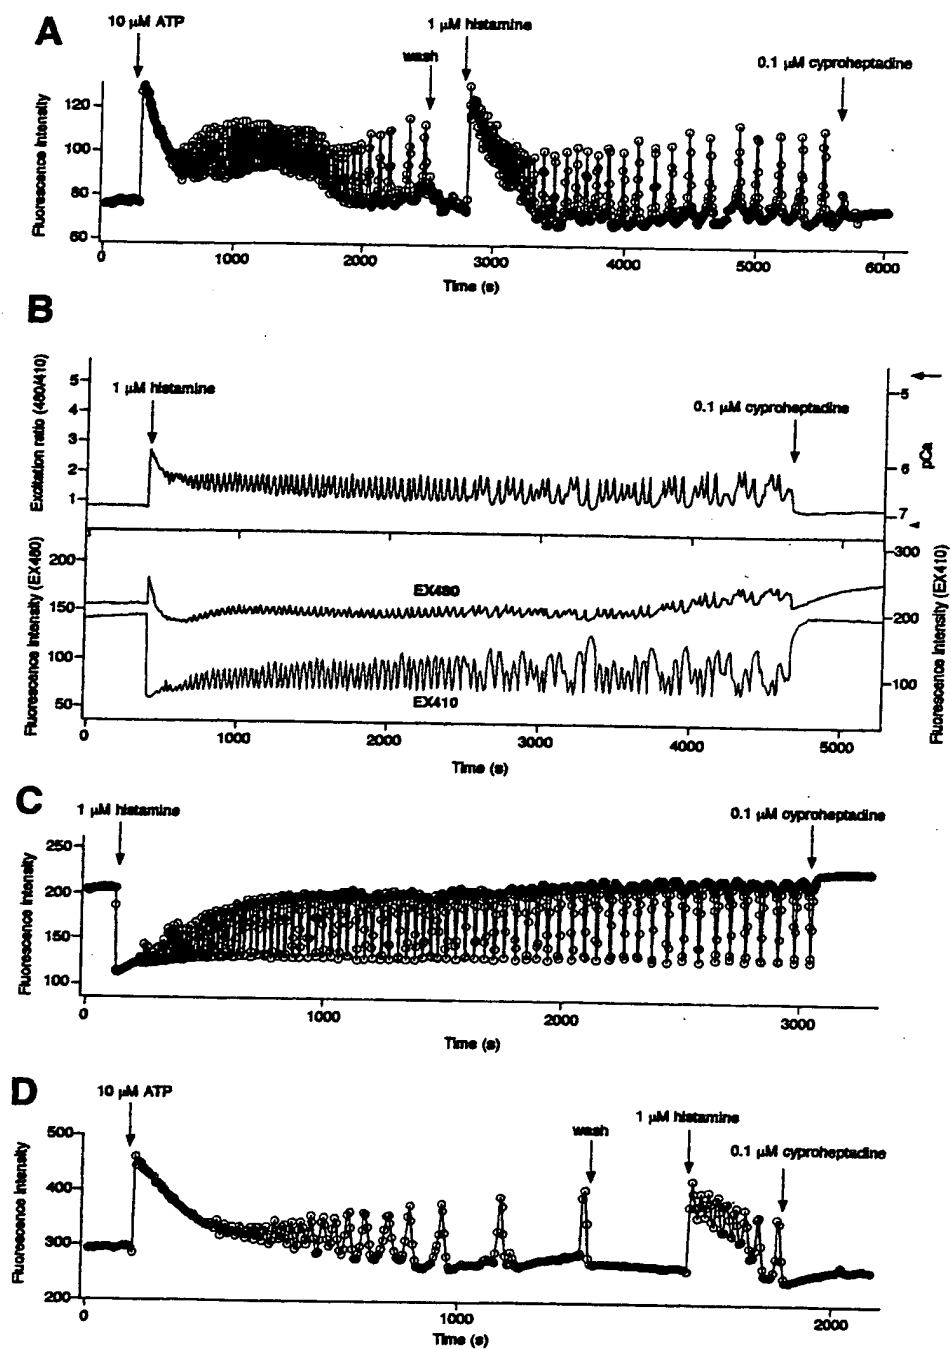 A
10 μM ATP
1 μM histamine
wash
0.1 μM cyproheptadine
Fluorescence Intensity
120
100
80
60
0
1000
2000
3000
4000
5000
6000
Time (s)
B
Excitation ratio (480/410)
5
4
3
2
1
1 μM histamine
0.1 μM cyproheptadine
5
6
7
pCa
Fluorescence Intensity (EX480)
200
150
100
50
EX480
EX410
300
200
100
Fluorescence Intensity (EX410)
0
1000
2000
3000
4000
5000
Time (s)
C
1 μM histamine
0.1 μM cyproheptadine
Fluorescence Intensity
250
200
150
100
0
1000
2000
3000
Time (s)
D
10 μM ATP
wash
1 μM histamine
0.1 μM cyproheptadine
Fluorescence Intensity
500
400
300
200
0
1000
2000
Time (s)